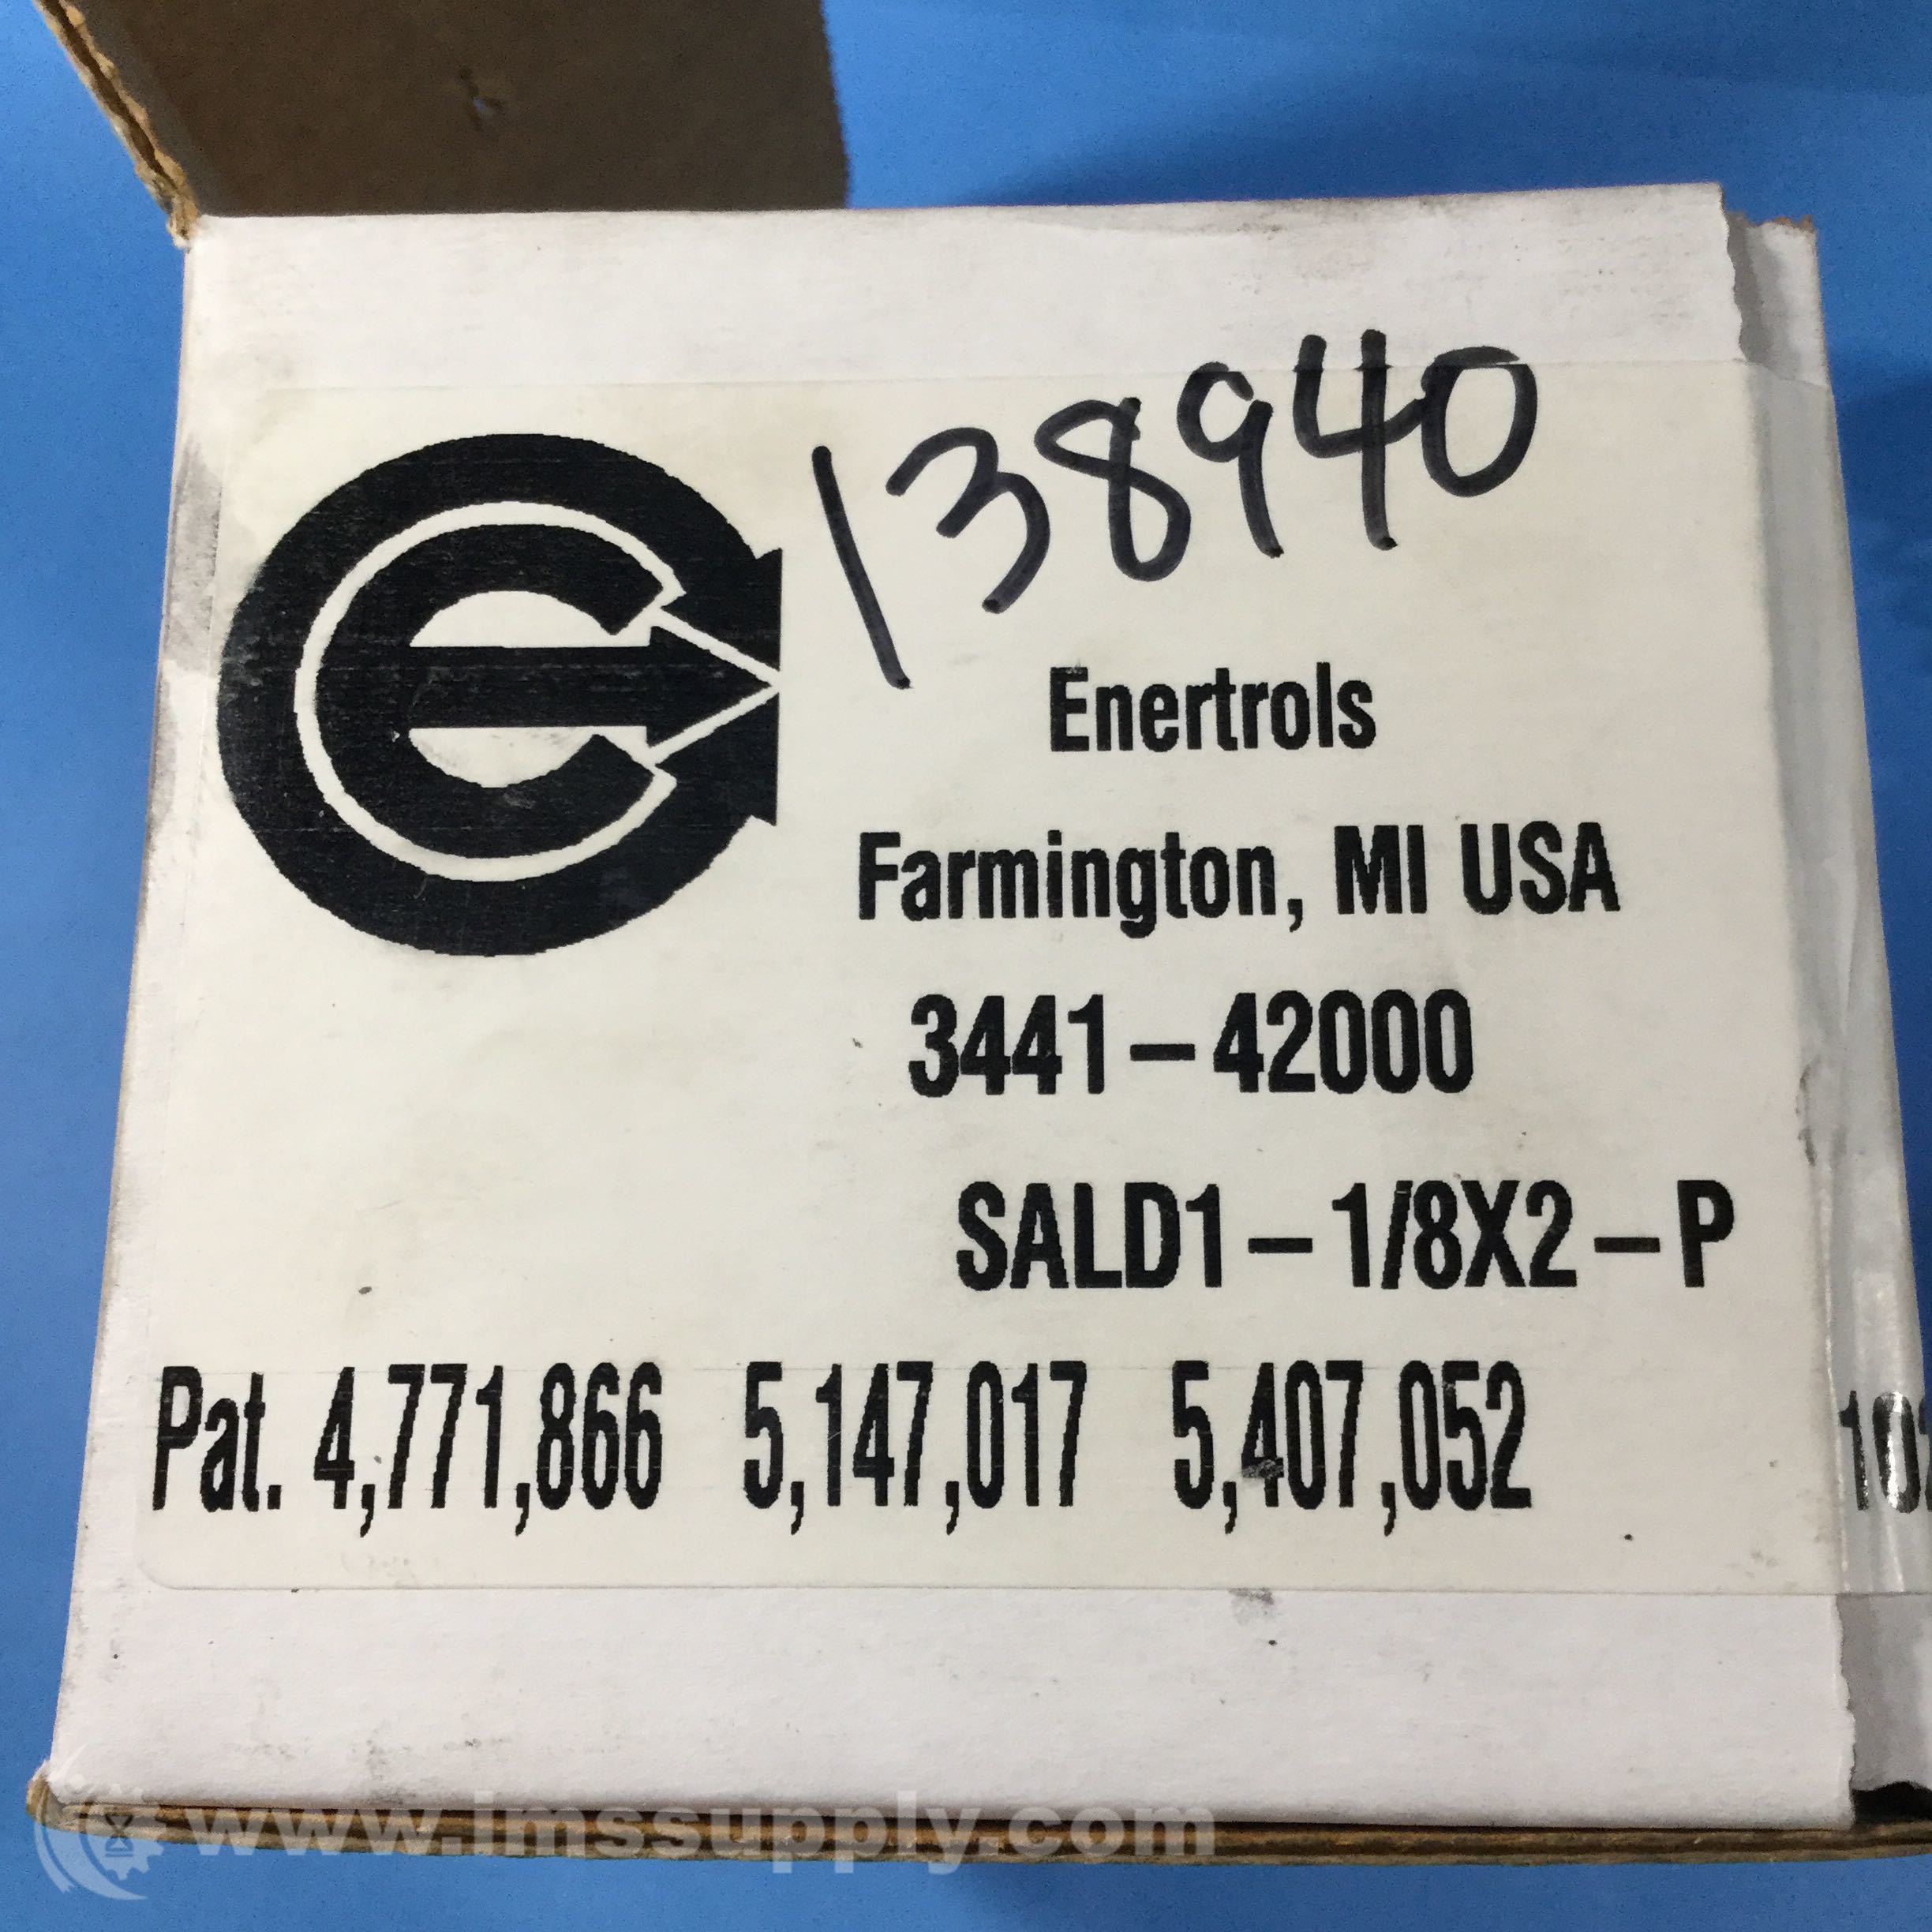 138940
Enertrols
Farmington, MI USA
3441-42000
SALD1-1/8X2-P
Pat. 4,771,866 5,147,017 5,407,052
www.imssupply.com